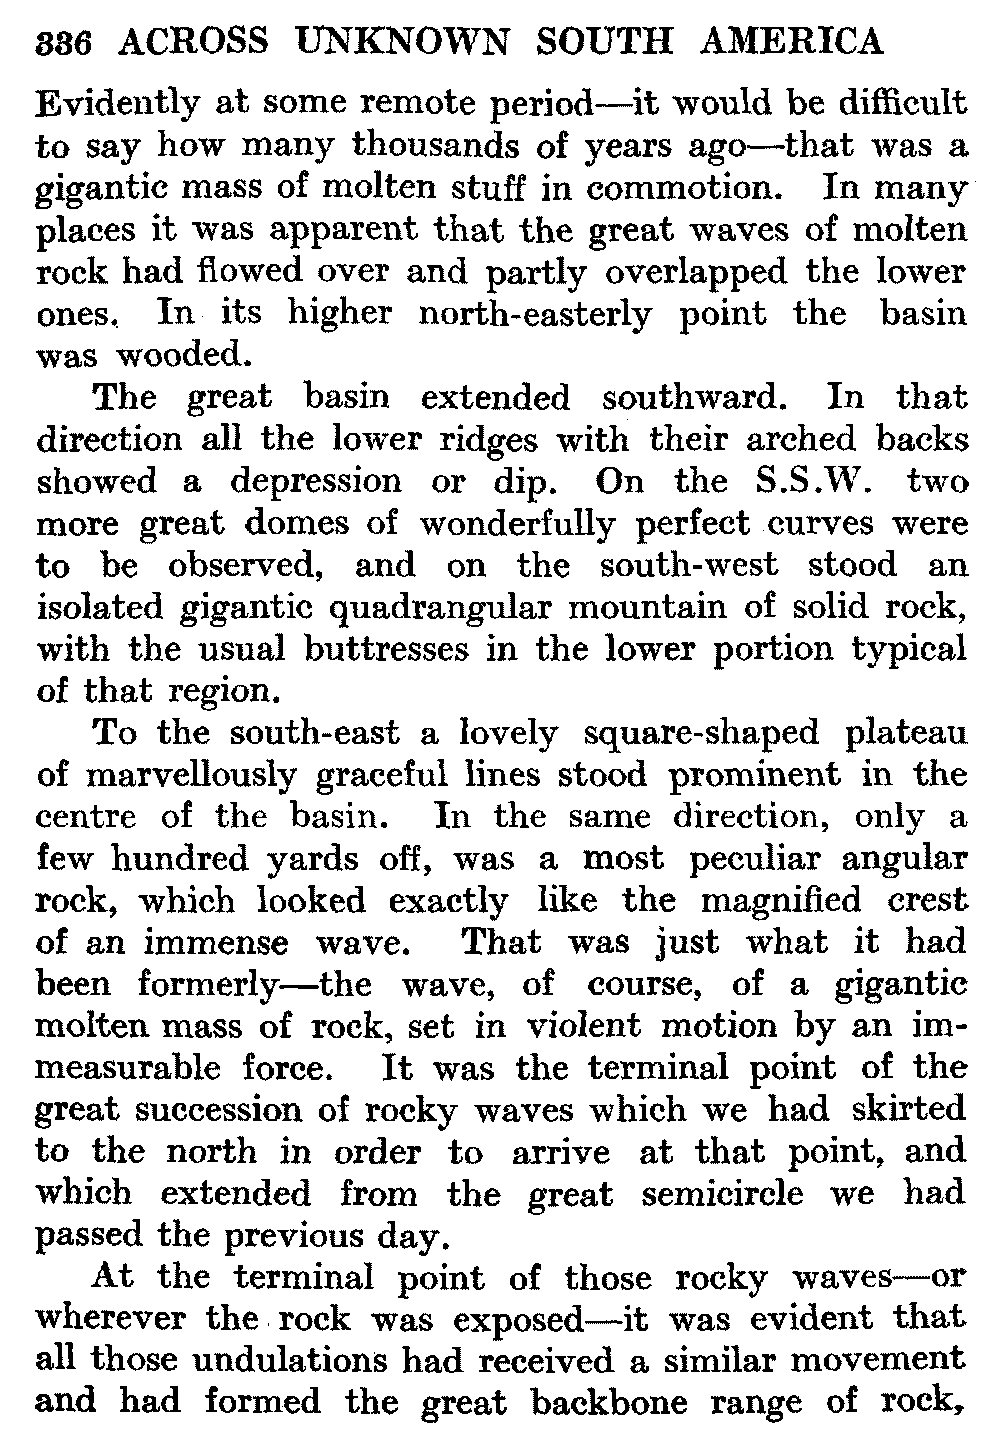 336 ACROSS UNKNOWN SOUTH AMERICA
Evidently at some remote period—it would be difficult
to say how many thousands of years ago—that was a
gigantic mass of molten stuff in commotion. In many
places it was apparent that the great waves of molten
rock had flowed over and partly overlapped the lower
ones. In its higher north-easterly point the basin
was wooded.
The great basin extended southward. In that
direction all the lower ridges with their arched backs
showed a depression or dip. On the S.S.W. two
more great domes of wonderfully perfect curves were
to be observed, and on the south-west stood an
isolated gigantic quadrangular mountain of solid rock,
with the usual buttresses in the lower portion typical
of that region.
To the south-east a lovely square-shaped plateau
of marvellously graceful lines stood prominent in the
centre of the basin. In the same direction, only a
few hundred yards off, was a most peculiar angular
rock, which looked exactly like the magnified crest
of an immense wave. That was just what it had
been formerly—the wave, of course, of a gigantic
molten mass of rock, set in violent motion by an im-
measurable force. It was the terminal point of the
great succession of rocky waves which we had skirted
to the north in order to arrive at that point, and
which extended from the great semicircle we had
passed the previous day.
At the terminal point of those rocky waves—or
wherever the rock was exposed—it was evident that
all those undulations had received a similar movement
and had formed the great backbone range of rock,